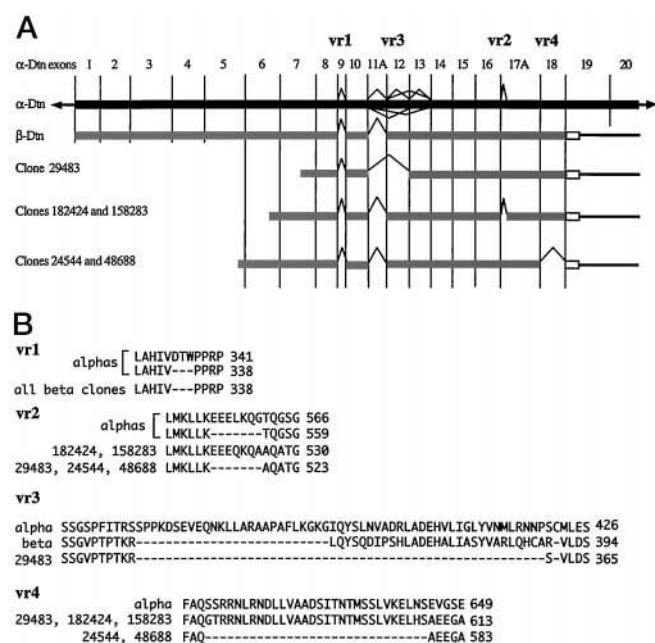 A
vr1 vr3 vr2 vr4
α-Dtn exons 1 2 3 4 5 6 7 8 9 10 11A 12 13 14 15 16 17A 18 19 20
α-Dtn
β-Dtn
Clone 29483
Clones 182424 and 158283
Clones 24544 and 48688
B
vr1
alphas LAHIVDTWPPRP 341
LAHIV---PPRP 338
all beta clones LAHIV---PPRP 338
vr2
alphas LMKLLKEEELKQGTQGSG 566
LMKLLK-------TQGSG 559
182424, 158283 LMKLLKEEEQKQAAQATG 530
29483, 24544, 48688 LMKLLK-------AQATG 523
vr3
alpha SSGSPFITRSSPPKDSEVEQNKLLARAAPAFLKGKGIQYSLNVADRLADEHVLIGLYVNMLRNNPSCMLES 426
beta SSGVPTPTKR--------------------------LQYSQDIPSHLADEHALIASYVARLQHCAR-VLDS 394
29483 SSGVPTPTKR-------------------------------------------------------S-VLDS 365
vr4
alpha FAQSSRRNLRNDLLVAADSITNTMSSLVKELNSEVGSE 649
29483, 182424, 158283 FAQGTRRNLRNDLLVAADSITNTMSSLVKELHSAEEGA 613
24544, 48688 FAQ------------------------------AEEGA 583